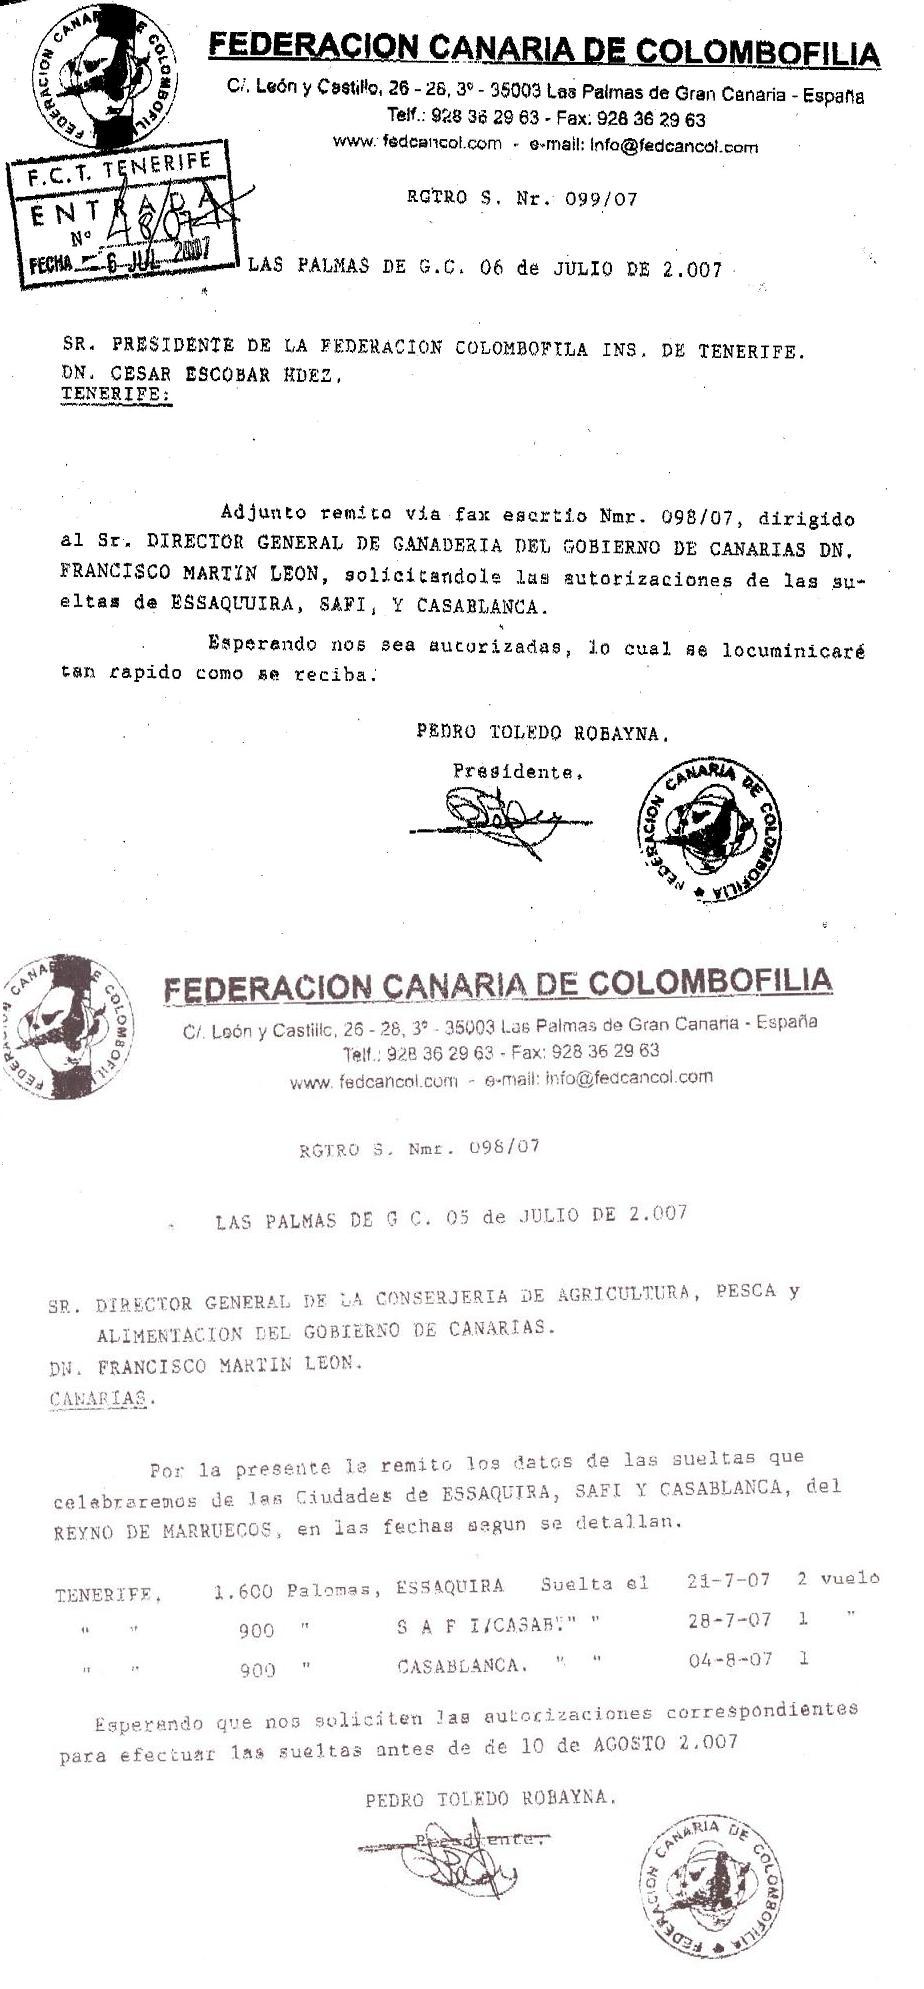 FEDERACION CANARIA DE COLOMBOFILIA
FEDERACION CANARIA DE COLOMBOFILIA
C/. León y Castillo, 26 - 28, 3º - 35003 Las Palmas de Gran Canaria - España
Telf.: 928 36 29 63 - Fax: 928 36 29 63
www. fedcancol.com - e-mail: info@fedcancol.com
F.C.T. TENERIFE
ENTRADA
Nº 48/07
FECHA - 6 JUL 2007
RGTRO S. Nr. 099/07
LAS PALMAS DE G.C. 06 de JULIO DE 2.007
SR. PRESIDENTE DE LA FEDERACION COLOMBOFILA INS. DE TENERIFE.
DN. CESAR ESCOBAR HDEZ,
TENERIFE:
Adjunto remito via fax escrtio Nmr. 098/07, dirigido
al Sr. DIRECTOR GENERAL DE GANADERIA DEL GOBIERNO DE CANARIAS DN.
FRANCISCO MARTIN LEON, solicitandole las autorizaciones de las su-
eltas de ESSAQUUIRA, SAFI, Y CASABLANCA.
Esperando nos sea autorizadas, lo cual se locuminicaré
tan rapido como se reciba.
PEDRO TOLEDO ROBAYNA.
Presidente.
FEDERACION CANARIA DE COLOMBOFILIA
FEDERACION CANARIA DE COLOMBOFILIA
FEDERACION CANARIA DE COLOMBOFILIA
C/. León y Castillo, 26 - 28, 3º - 35003 Las Palmas de Gran Canaria - España
Telf.: 928 36 29 63 - Fax: 928 36 29 63
www. fedcancol.com - e-mail: info@fedcancol.com
RGTRO S. Nmr. 098/07
LAS PALMAS DE G C. 05 de JULIO DE 2.007
SR. DIRECTOR GENERAL DE LA CONSERJERIA DE AGRICULTURA, PESCA y
ALIMENTACION DEL GOBIERNO DE CANARIAS.
DN. FRANCISCO MARTIN LEON.
CANARIAS.
Por la presente le remito los datos de las sueltas que
celebraremos de las Ciudades de ESSAQUIRA, SAFI Y CASABLANCA, del
REYNO DE MARRUECOS, en las fechas segun se detallan.
TENERIFE, 1.600 Palomas, ESSAQUIRA Suelta el 21-7-07 2 vuelo
" " 900 " S A F I/CASAB." " 28-7-07 1 "
" " 900 " CASABLANCA. " " 04-8-07 1
Esperando que nos soliciten las autorizaciones correspondientes
para efectuar las sueltas antes de de 10 de AGOSTO 2.007
PEDRO TOLEDO ROBAYNA.
Presidente.
FEDERACION CANARIA DE COLOMBOFILIA